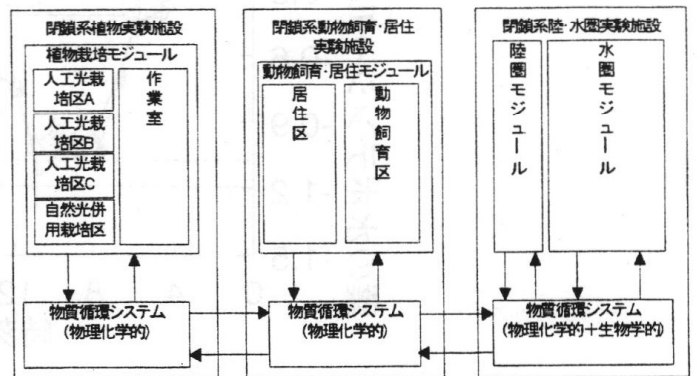 閉鎖系植物実験施設
植物栽培モジュール
人工光栽
培区A
人工光栽
培区B
人工光栽
培区C
自然光併
用栽培区
作業室
物質循環システム
(物理化学的)
閉鎖系動物飼育・居住
実験施設
動物飼育・居住モジュール
居住区
動物飼育区
物質循環システム
(物理化学的)
閉鎖系陸・水圏実験施設
陸圏モジュール
水圏モジュール
物質循環システム
(物理化学的+生物学的)